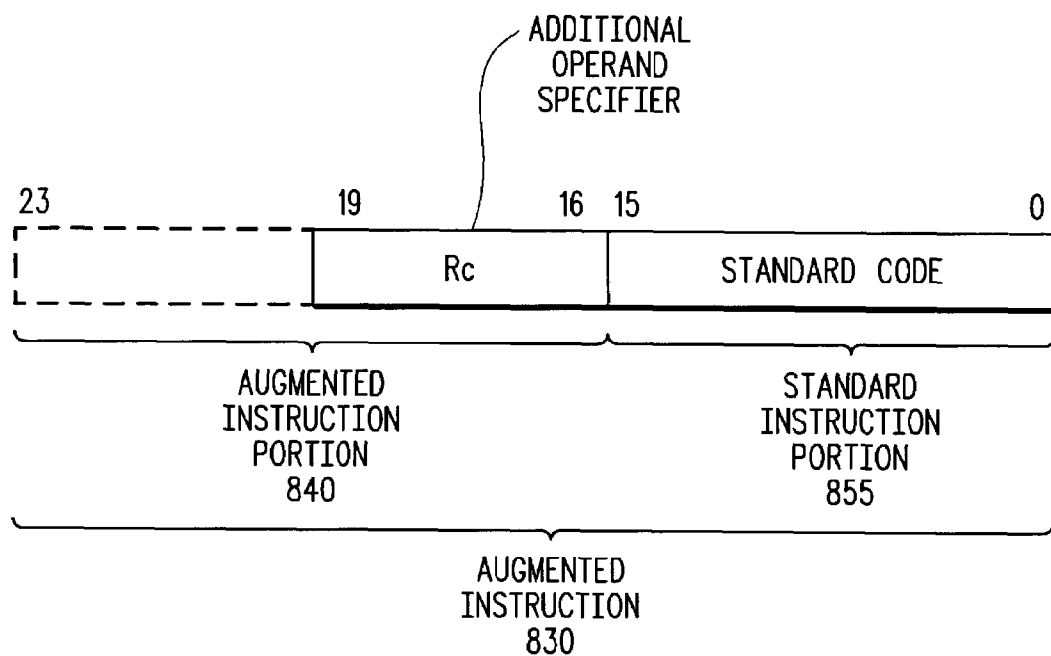 ADDITIONAL
OPERAND
SPECIFIER
23 19 16 15 0
Rc STANDARD CODE
AUGMENTED
INSTRUCTION
PORTION
840
STANDARD
INSTRUCTION
PORTION
855
AUGMENTED
INSTRUCTION
830